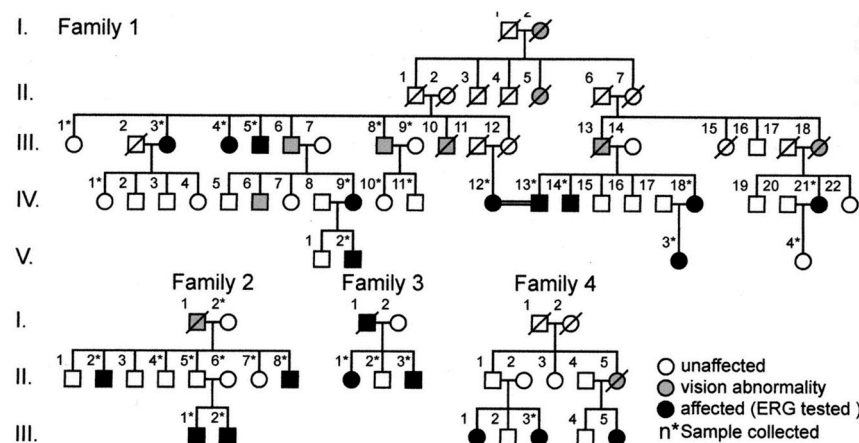 I. Family 1 1 2
II. 1 2 3 4 5 6 7
III. 1* 2 3* 4* 5* 6 7 8* 9* 10 11 12 13 14 15 16 17 18
IV. 1* 2 3 4 5 6 7 8 9* 10* 11* 12* 13* 14* 15 16 17 18* 19 20 21* 22
V. 1 2* 3* 4*
Family 2 Family 3 Family 4
I. 1 2* 1 2 1 2
II. 1 2* 3 4* 5* 6* 7* 8* 1* 2* 3* 1 2 3 4 5
III. 1* 2* 1 2 3* 4 5
unaffected
vision abnormality
affected (ERG tested )
n* Sample collected